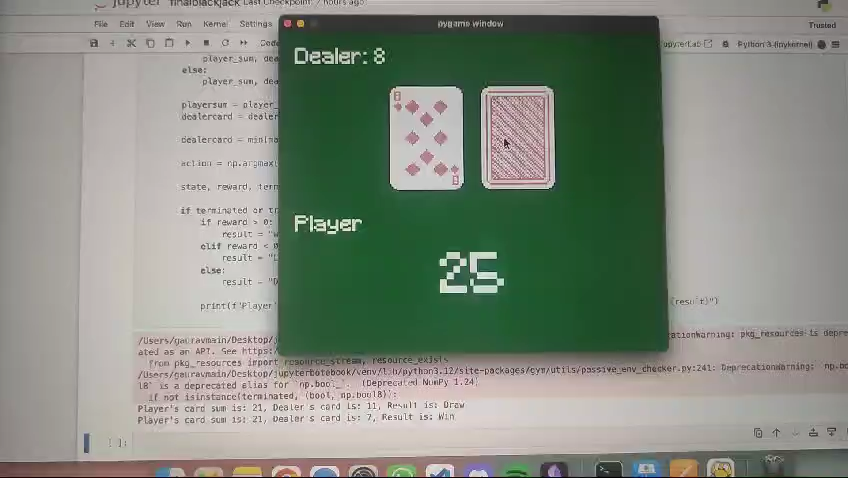 jupyter finalblackjack Last Checkpoint: 7 hours ago
File Edit View Run Kernel Settings
Trusted
pygame window
Code
JupyterLab
Python 3 (ipykernel)
Dealer: 8
8
8
Player
25
player_sum, dea
else:
player_sum, dea
playersum = player_
dealercard = dealer
dealercard = min(ma
action = np.argmax(
state, reward, term
if terminated or tr
if reward > 0:
result = "W
elif reward < 0
result = "L
else:
result = "D
print(f"Player'
{result}")
/Users/gauravmain/Desktop/j
cationWarning: pkg_resources is depre
ated as an API. See https:/
from pkg_resources import resource_stream, resource_exists
/Users/gauravmain/Desktop/jupyterbotebook/venv/lib/python3.12/site-packages/gym/utils/passive_env_checker.py:241: DeprecationWarning: `np.bo
l8` is a deprecated alias for `np.bool_`. (Deprecated NumPy 1.24)
if not isinstance(terminated, (bool, np.bool8)):
Player's card sum is: 21, Dealer's card is: 11, Result is: Draw
Player's card sum is: 21, Dealer's card is: 7, Result is: Win
[ ]: